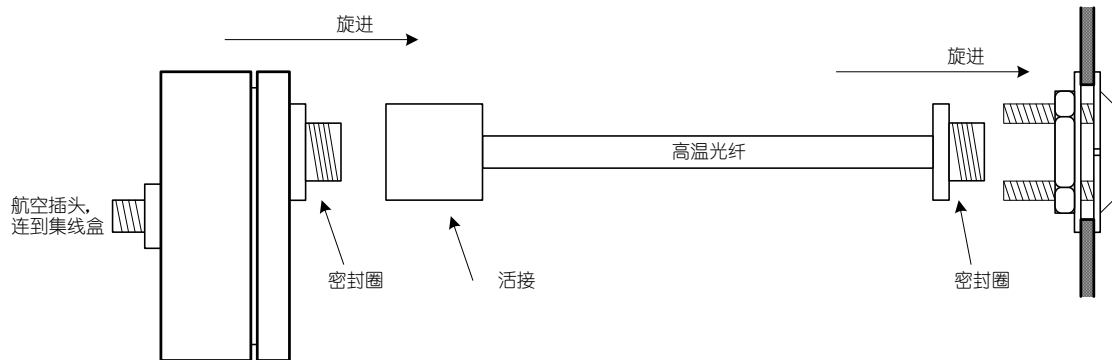 旋进
旋进
高温光纤
航空插头，
连到集线盒
密封圈
活接
密封圈